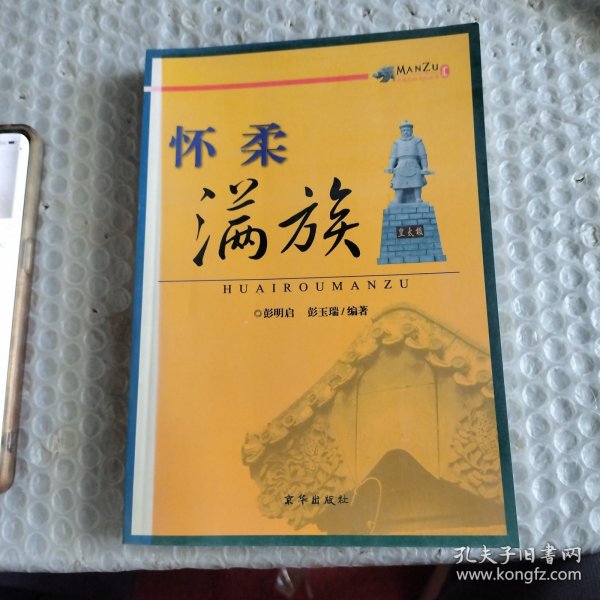 MANZU
怀柔
满族
皇太极
HUAIROUMANZU
◎彭明启 彭玉瑞/编著
京华出版社
孔夫子旧书网
www.kongfz.com